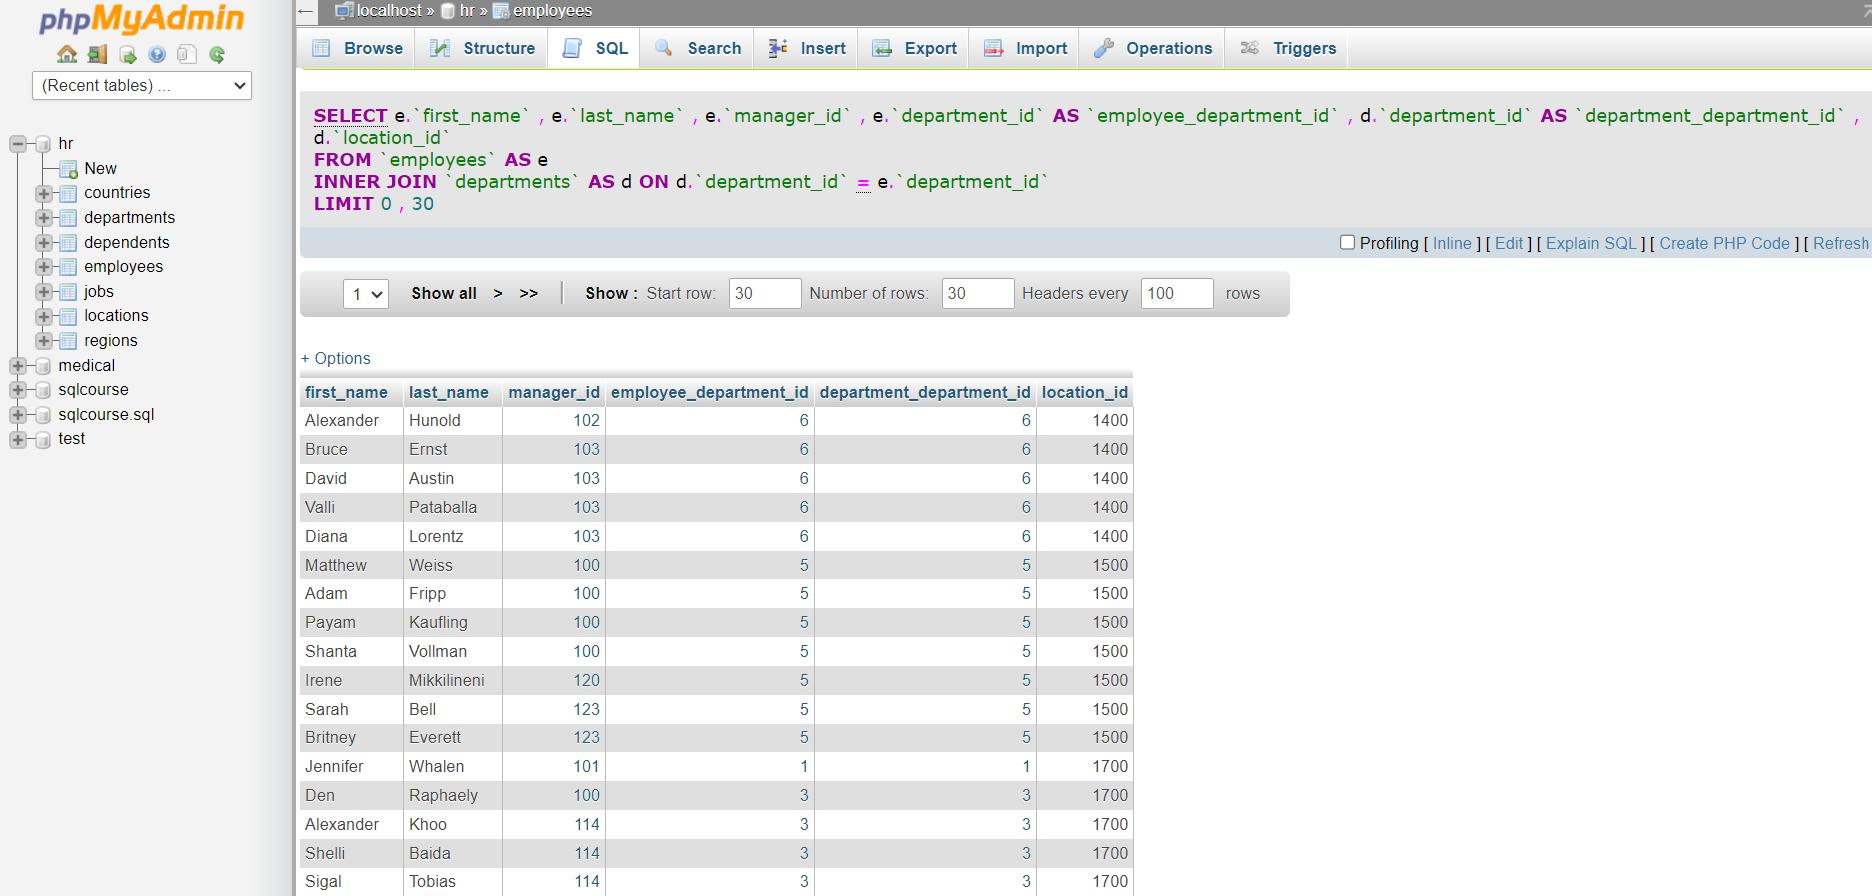 phpMyAdmin
(Recent tables) ...
hr
New
countries
departments
dependents
employees
jobs
locations
regions
medical
sqlcourse
sqlcourse.sql
test
← localhost » hr » employees
Browse Structure SQL Search Insert Export Import Operations Triggers
SELECT e.`first_name` , e.`last_name` , e.`manager_id` , e.`department_id` AS `employee_department_id` , d.`department_id` AS `department_department_id` ,
d.`location_id`
FROM `employees` AS e
INNER JOIN `departments` AS d ON d.`department_id` = e.`department_id`
LIMIT 0 , 30
Profiling [ Inline ] [ Edit ] [ Explain SQL ] [ Create PHP Code ] [ Refresh
1 Show all > >> | Show : Start row: 30 Number of rows: 30 Headers every 100 rows
+ Options
first_name last_name manager_id employee_department_id department_department_id location_id
Alexander Hunold 102 6 6 1400
Bruce Ernst 103 6 6 1400
David Austin 103 6 6 1400
Valli Pataballa 103 6 6 1400
Diana Lorentz 103 6 6 1400
Matthew Weiss 100 5 5 1500
Adam Fripp 100 5 5 1500
Payam Kaufling 100 5 5 1500
Shanta Vollman 100 5 5 1500
Irene Mikkilineni 120 5 5 1500
Sarah Bell 123 5 5 1500
Britney Everett 123 5 5 1500
Jennifer Whalen 101 1 1 1700
Den Raphaely 100 3 3 1700
Alexander Khoo 114 3 3 1700
Shelli Baida 114 3 3 1700
Sigal Tobias 114 3 3 1700